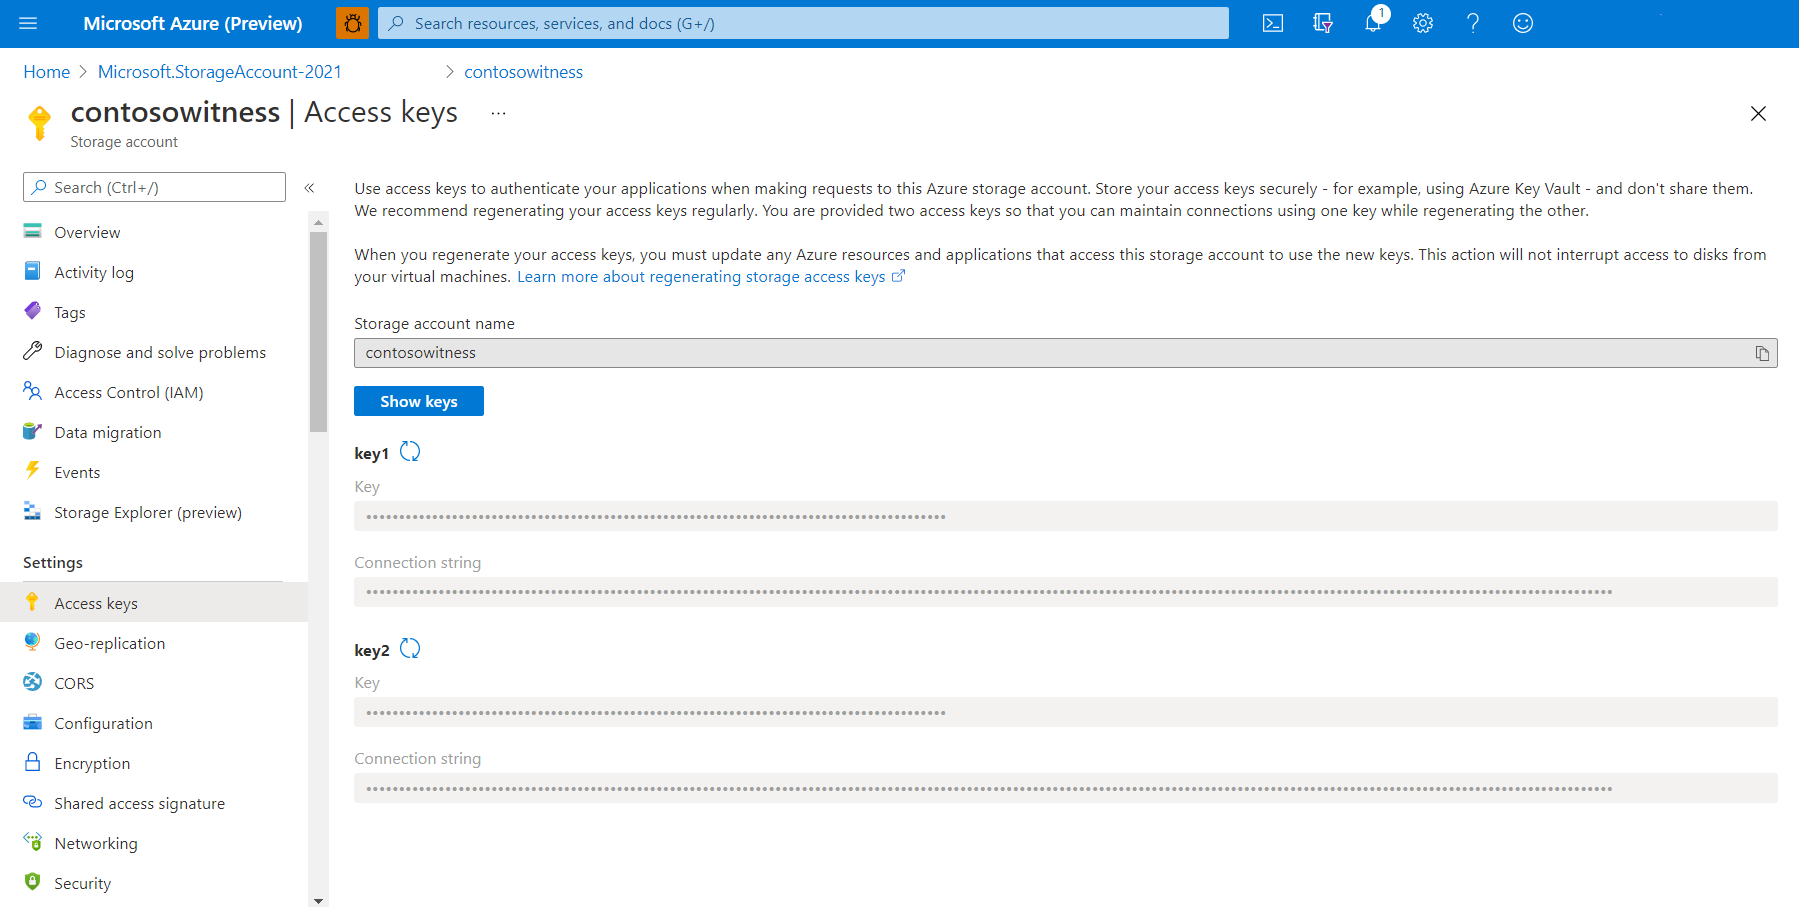 Microsoft Azure (Preview)
Search resources, services, and docs (G+/)
1
Home > Microsoft.StorageAccount-2021 > contosowitness
contosowitness | Access keys ...
Storage account
Search (Ctrl+/)
«
Overview
Activity log
Tags
Diagnose and solve problems
Access Control (IAM)
Data migration
Events
Storage Explorer (preview)
Settings
Access keys
Geo-replication
CORS
Configuration
Encryption
Shared access signature
Networking
Security
Use access keys to authenticate your applications when making requests to this Azure storage account. Store your access keys securely - for example, using Azure Key Vault - and don't share them.
We recommend regenerating your access keys regularly. You are provided two access keys so that you can maintain connections using one key while regenerating the other.
When you regenerate your access keys, you must update any Azure resources and applications that access this storage account to use the new keys. This action will not interrupt access to disks from
your virtual machines. Learn more about regenerating storage access keys
Storage account name
contosowitness
Show keys
key1
Key
Connection string
key2
Key
Connection string